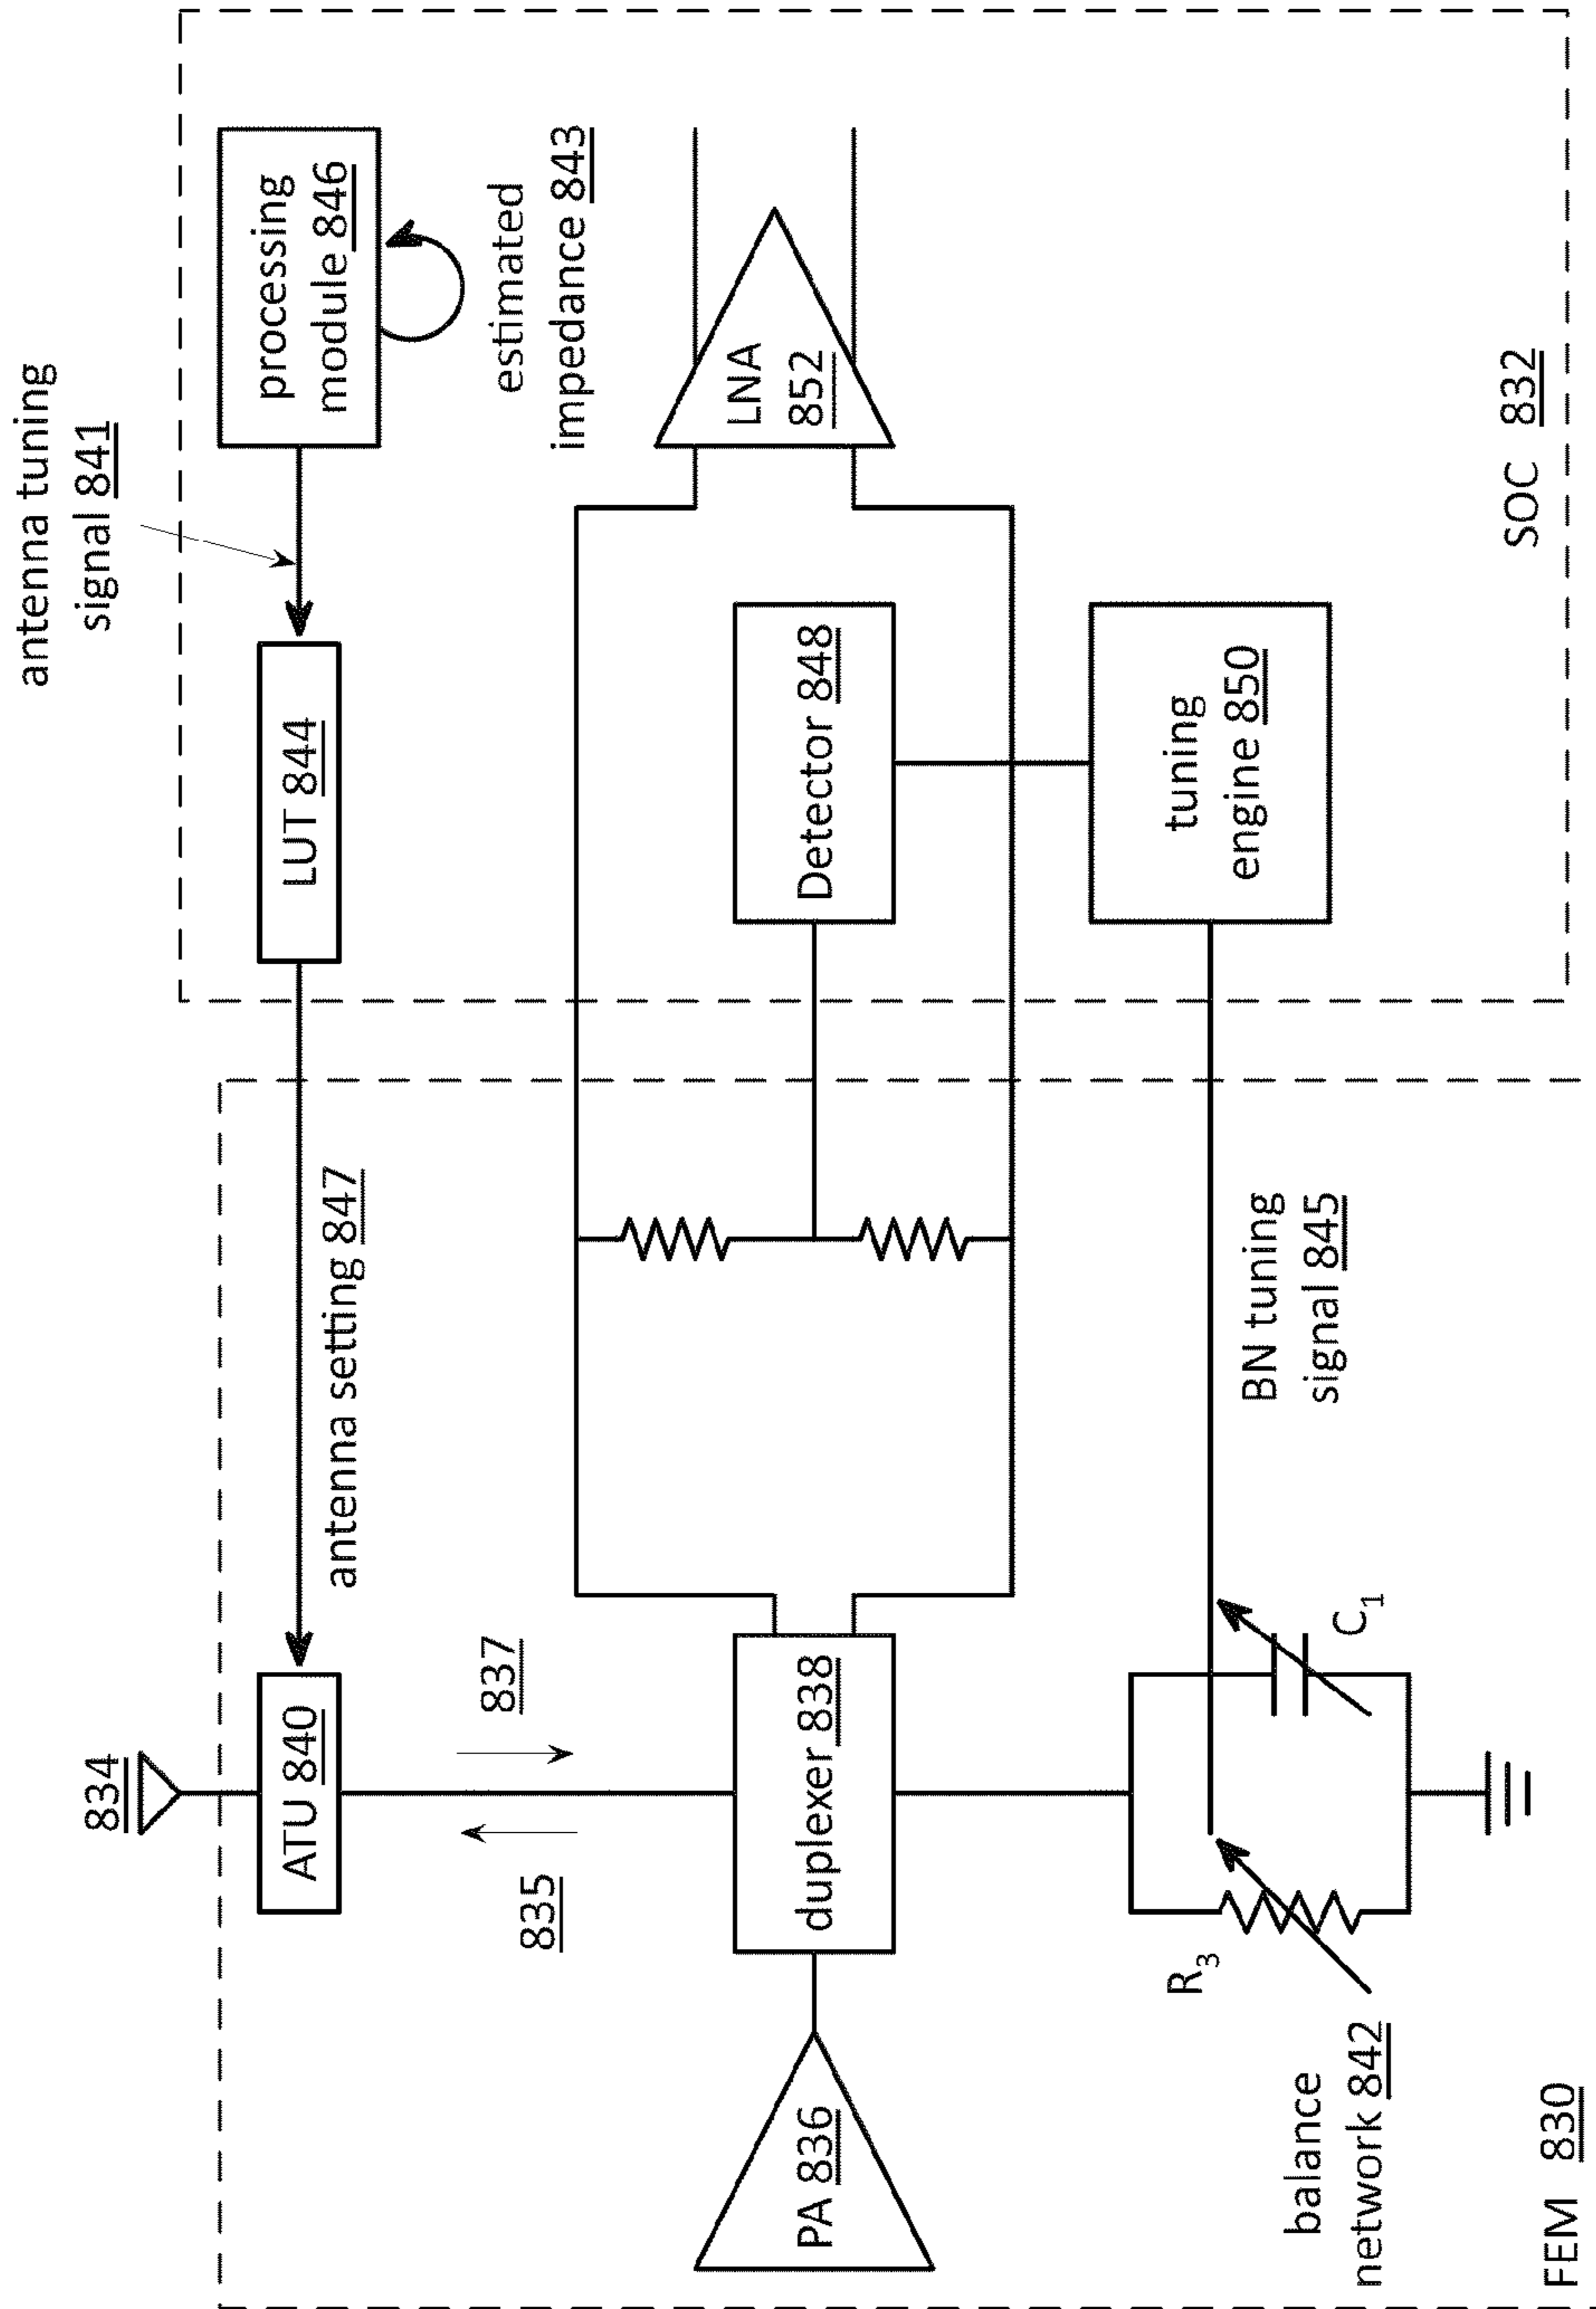 antenna tuning
signal 841
processing
module 846
LUT 844
estimated
impedance 843
antenna setting 847
834
ATU 840
837
835
LNA
852
Detector 848
duplexer 838
PA 836
tuning
engine 850
BN tuning
signal 845
R3
C1
balance
network 842
SOC 832
FEM 830